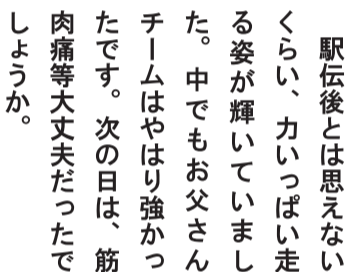 駅伝後とは思えない
くらい、力いっぱい走
る姿が輝いていまし
た。中でもお父さん
チームはやはり強かっ
たです。次の日は、筋
肉痛等大丈夫だったで
しょうか。